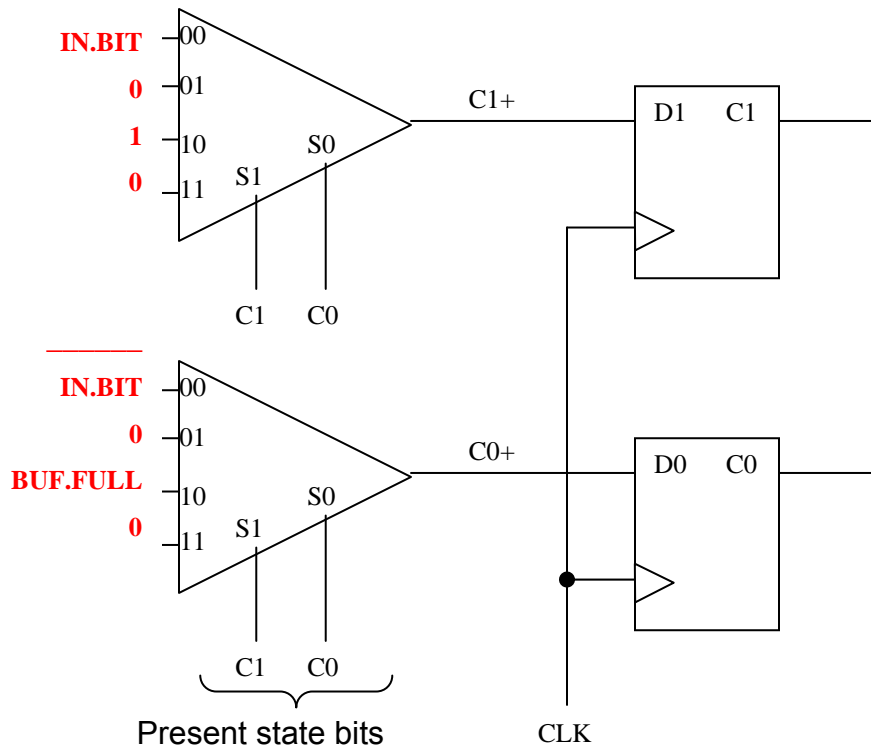 IN.BIT
00
0
01
1
10
0
11
S1
S0
C1
C0
C1+
D1 C1
IN.BIT
00
0
01
BUF.FULL
10
0
11
S1
S0
C1
C0
C0+
D0 C0
Present state bits
CLK